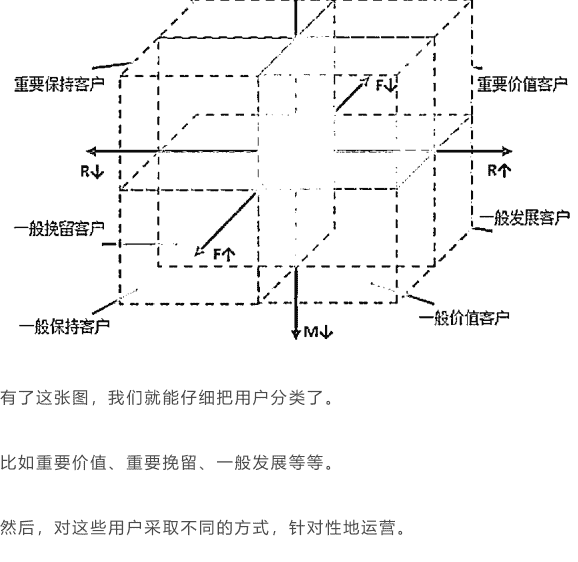 重要保持客户
F↓
重要价值客户
R↓
R↑
一般挽留客户
一般发展客户
F↑
一般保持客户
M↓
一般价值客户
有了这张图，我们就能仔细把用户分类了。
比如重要价值、重要挽留、一般发展等等。
然后，对这些用户采取不同的方式，针对性地运营。